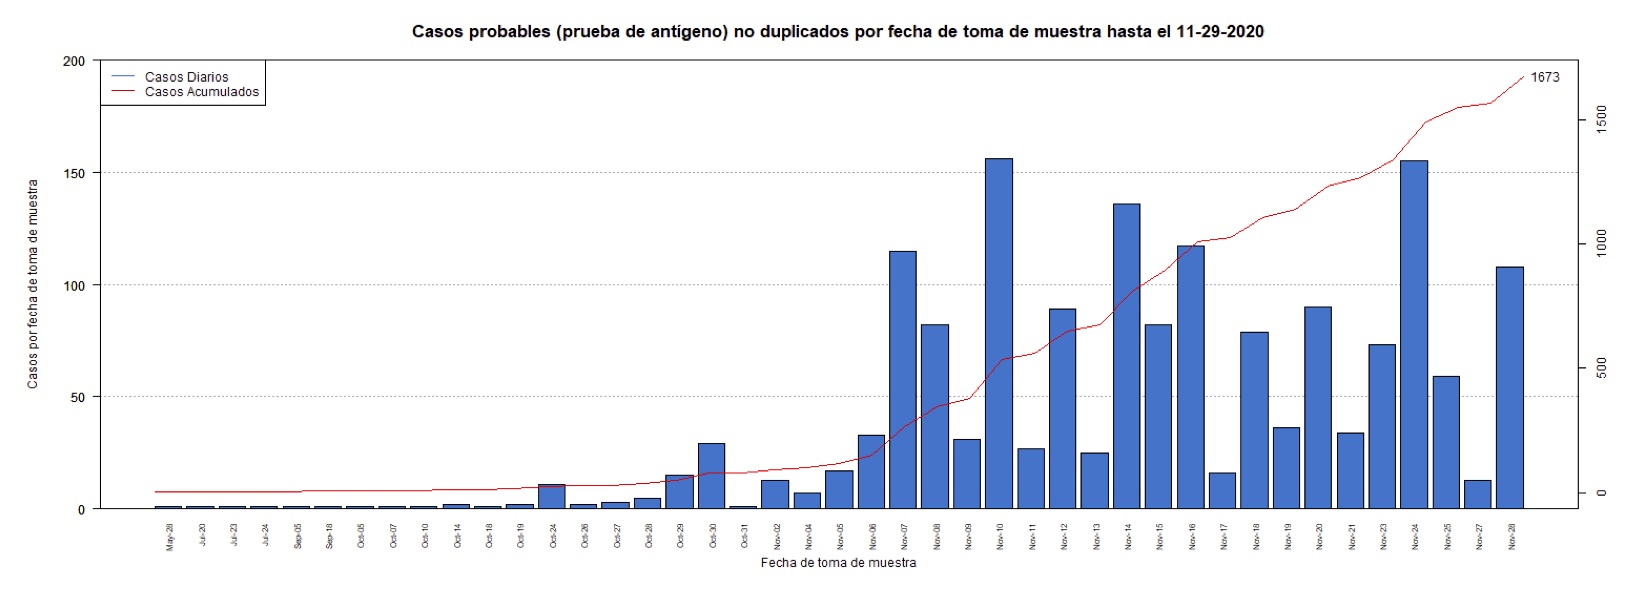 Casos probables (prueba de antígeno) no duplicados por fecha de toma de muestra hasta el 11-29-2020
Casos Diarios
Casos Acumulados
1673
Casos por fecha de toma de muestra
200
150
100
50
0
1500
1000
500
0
May-28
Jul-20
Jul-23
Jul-24
Sep-05
Sep-18
Oct-05
Oct-07
Oct-10
Oct-14
Oct-18
Oct-19
Oct-24
Oct-26
Oct-27
Oct-28
Oct-29
Oct-30
Oct-31
Nov-02
Nov-04
Nov-05
Nov-06
Nov-07
Nov-08
Nov-09
Nov-10
Nov-11
Nov-12
Nov-13
Nov-14
Nov-15
Nov-16
Nov-17
Nov-18
Nov-19
Nov-20
Nov-21
Nov-23
Nov-24
Nov-25
Nov-27
Nov-28
Fecha de toma de muestra